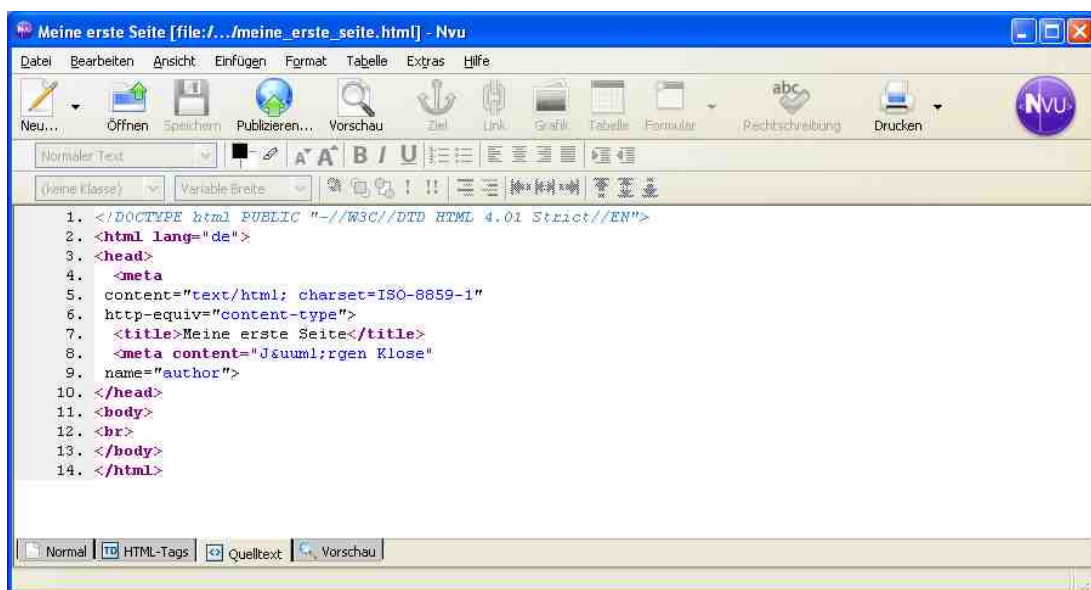 Meine erste Seite [file:/.../meine_erste_seite.html] - Nvu
Datei Bearbeiten Ansicht Einfügen Format Tabelle Extras Hilfe
Neu... Öffnen Speichern Publizieren... Vorschau Ziel Link Grafik Tabelle Formular Rechtschreibung Drucken NVU
Normaler Text
(keine Klasse) Variable Breite
1. <!DOCTYPE html PUBLIC "-//W3C//DTD HTML 4.01 Strict//EN">
2. <html lang="de">
3. <head>
4. <meta
5. content="text/html; charset=ISO-8859-1"
6. http-equiv="content-type">
7. <title>Meine erste Seite</title>
8. <meta content="J&uuml;rgen Klose"
9. name="author">
10. </head>
11. <body>
12. <br>
13. </body>
14. </html>
Normal HTML-Tags Quelltext Vorschau